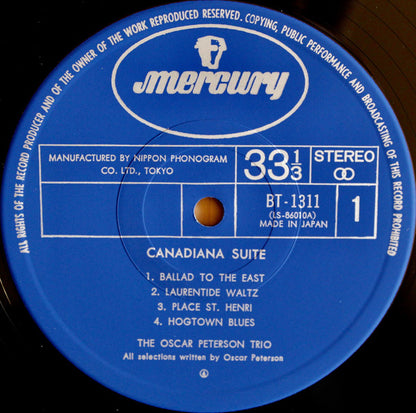 ALL RIGHTS OF THE RECORD PRODUCER AND OF THE OWNER OF THE WORK REPRODUCED RESERVED. COPYING, PUBLIC PERFORMANCE AND BROADCASTING OF THIS RECORD PROHIBITED
mercury
MANUFACTURED BY NIPPON PHONOGRAM
CO. LTD., TOKYO
33 1/3
STEREO
BT-1311
(LS-86010A)
MADE IN JAPAN
1
CANADIANA SUITE
1. BALLAD TO THE EAST
2. LAURENTIDE WALTZ
3. PLACE ST. HENRI
4. HOGTOWN BLUES
THE OSCAR PETERSON TRIO
All selections written by Oscar Peterson